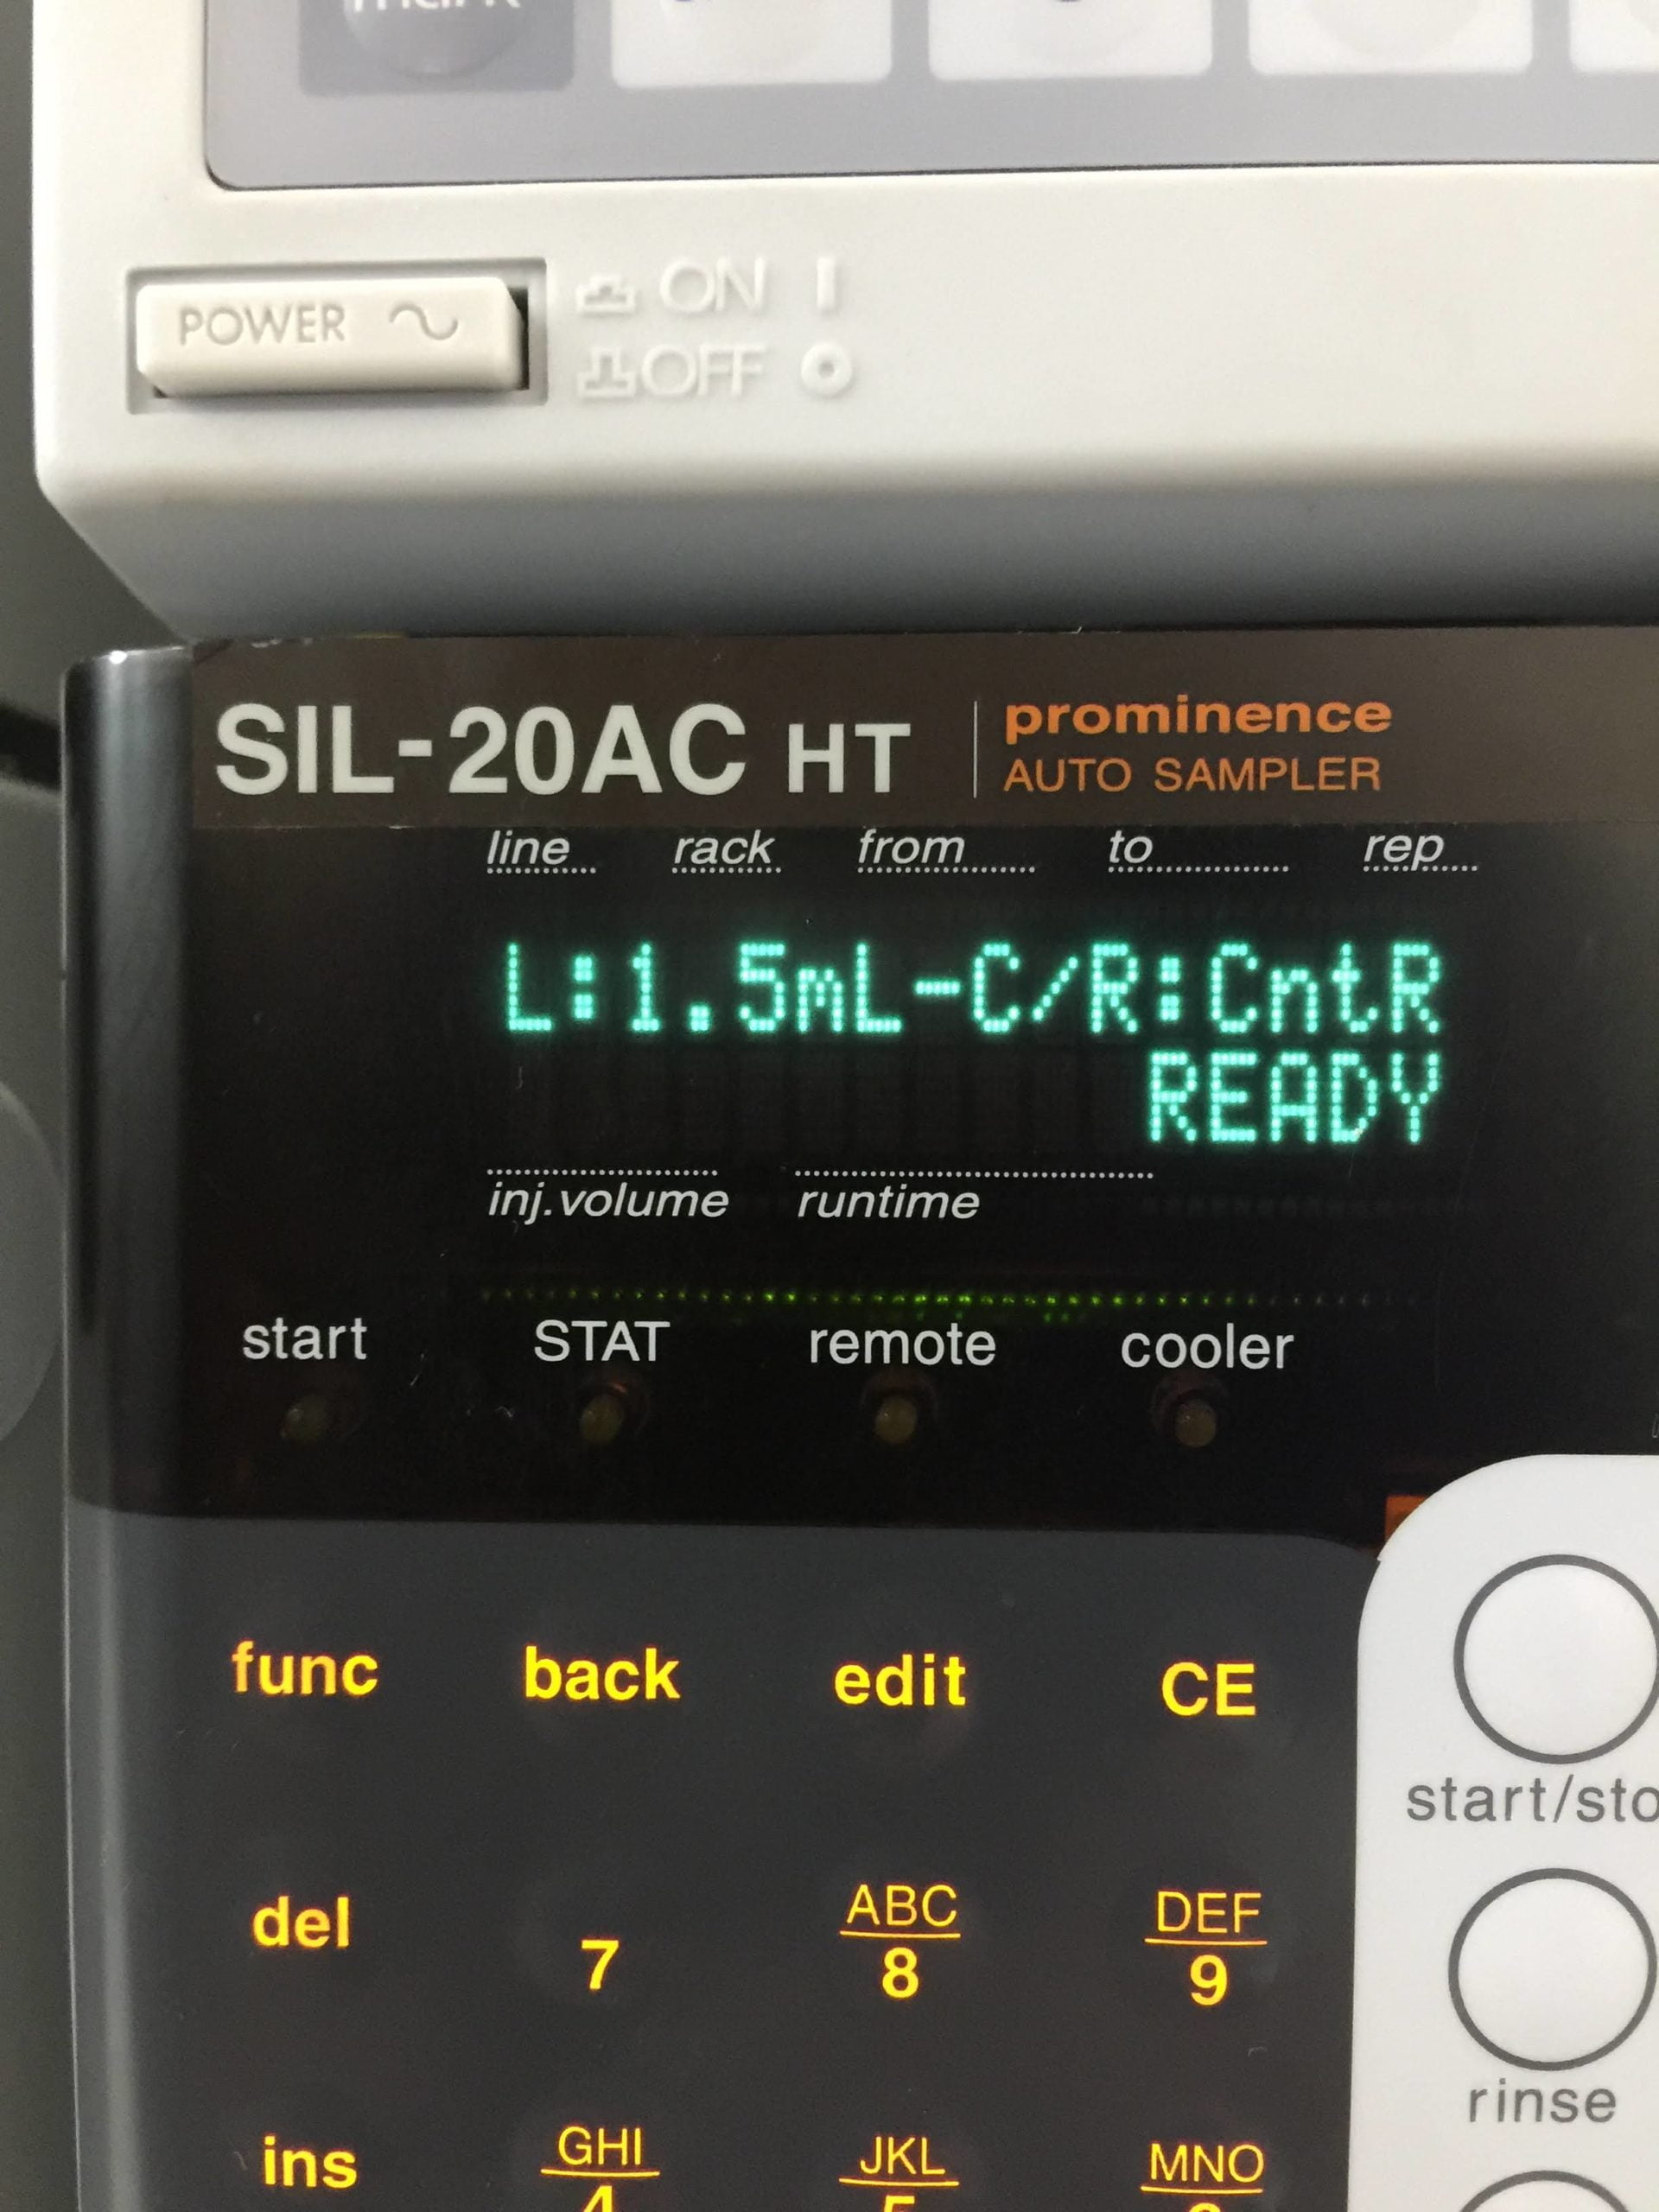 POWER
ON I
OFF O
SIL-20AC HT
prominence
AUTO SAMPLER
line rack from to rep
L:1.5mL-C/R:CntR
READY
inj.volume runtime
start STAT remote cooler
func back edit CE
start/sto
del 7 ABC 8 DEF 9
rinse
ins GHI 4 JKL 5 MNO